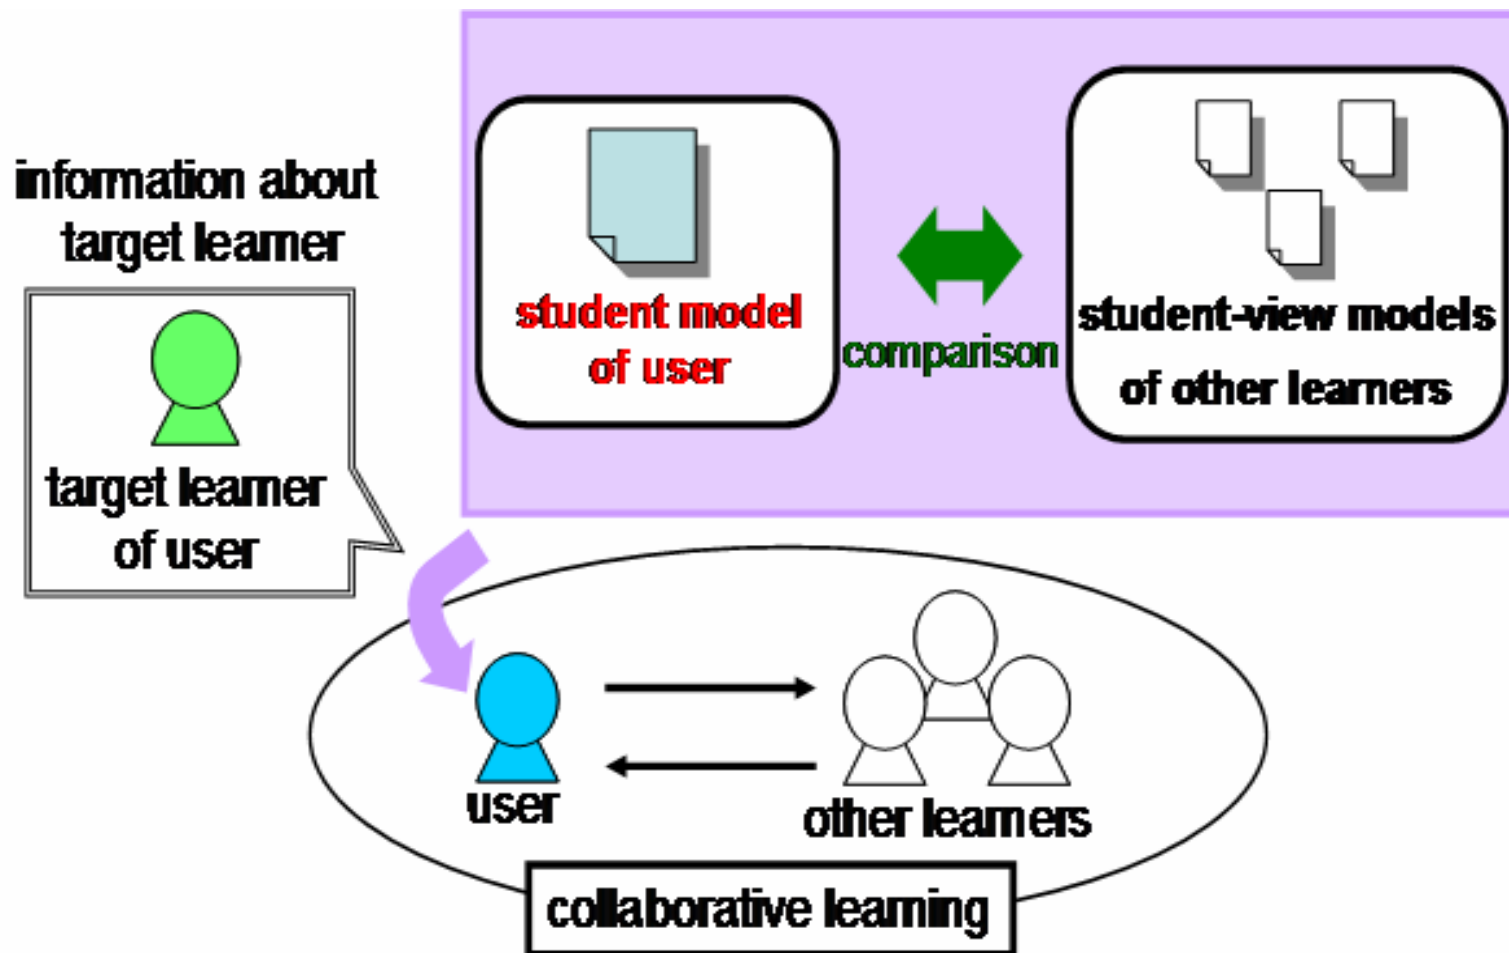 information about
target learner
target learner
of user
student model
of user
comparison
student-view models
of other learners
user
other learners
collaborative learning